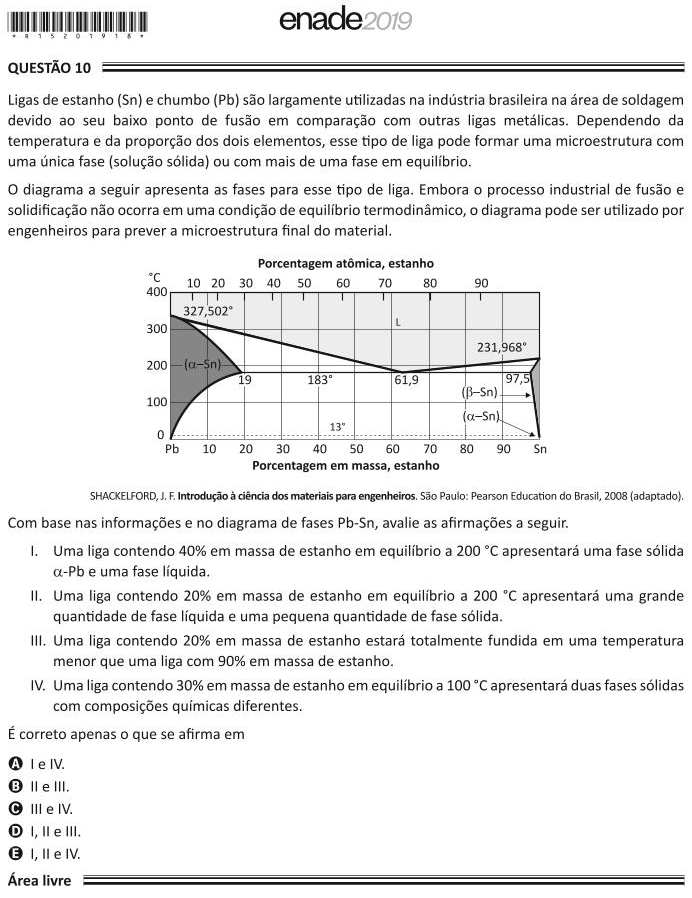 * R 1 5 2 0 1 9 1 8 *
enade2019
QUESTÃO 10
Ligas de estanho (Sn) e chumbo (Pb) são largamente utilizadas na indústria brasileira na área de soldagem
devido ao seu baixo ponto de fusão em comparação com outras ligas metálicas. Dependendo da
temperatura e da proporção dos dois elementos, esse tipo de liga pode formar uma microestrutura com
uma única fase (solução sólida) ou com mais de uma fase em equilíbrio.
O diagrama a seguir apresenta as fases para esse tipo de liga. Embora o processo industrial de fusão e
solidificação não ocorra em uma condição de equilíbrio termodinâmico, o diagrama pode ser utilizado por
engenheiros para prever a microestrutura final do material.
Porcentagem atômica, estanho
°C 10 20 30 40 50 60 70 80 90
400
327,502°
300 L
231,968°
200 (α–Sn)
19 183° 61,9 97,5
(β–Sn)
100
(α–Sn)
13°
0
Pb 10 20 30 40 50 60 70 80 90 Sn
Porcentagem em massa, estanho
SHACKELFORD, J. F. Introdução à ciência dos materiais para engenheiros. São Paulo: Pearson Education do Brasil, 2008 (adaptado).
Com base nas informações e no diagrama de fases Pb-Sn, avalie as afirmações a seguir.
I. Uma liga contendo 40% em massa de estanho em equilíbrio a 200 °C apresentará uma fase sólida
α-Pb e uma fase líquida.
II. Uma liga contendo 20% em massa de estanho em equilíbrio a 200 °C apresentará uma grande
quantidade de fase líquida e uma pequena quantidade de fase sólida.
III. Uma liga contendo 20% em massa de estanho estará totalmente fundida em uma temperatura
menor que uma liga com 90% em massa de estanho.
IV. Uma liga contendo 30% em massa de estanho em equilíbrio a 100 °C apresentará duas fases sólidas
com composições químicas diferentes.
É correto apenas o que se afirma em
A I e IV.
B II e III.
C III e IV.
D I, II e III.
E I, II e IV.
Área livre